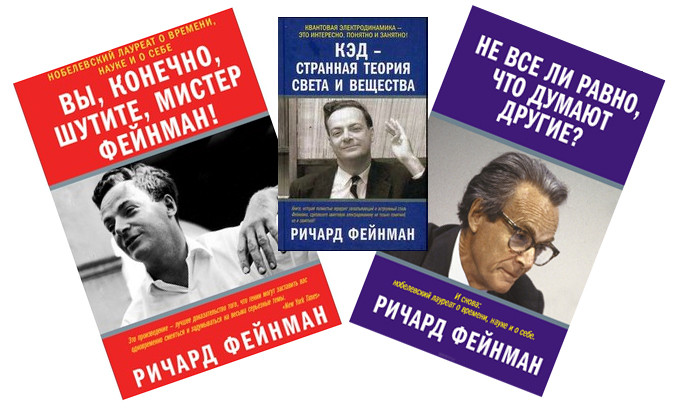 НОБЕЛЕВСКИЙ ЛАУРЕАТ О ВРЕМЕНИ,
НАУКЕ И О СЕБЕ
ВЫ, КОНЕЧНО,
ШУТИТЕ, МИСТЕР
ФЕЙНМАН!
Это произведение – лучшее доказательство того, что гении могут заставить нас
одновременно смеяться и задумываться на весьма серьезные темы.
«New York Times»
РИЧАРД ФЕЙНМАН
КВАНТОВАЯ ЭЛЕКТРОДИНАМИКА —
ЭТО ИНТЕРЕСНО, ПОНЯТНО И ЗАНЯТНО!
КЭД –
СТРАННАЯ ТЕОРИЯ
СВЕТА И ВЕЩЕСТВА
РИЧАРД ФЕЙНМАН
НЕ ВСЕ ЛИ РАВНО,
ЧТО ДУМАЮТ
ДРУГИЕ?
И снова:
нобелевский лауреат о времени, науке и о себе.
РИЧАРД ФЕЙНМАН